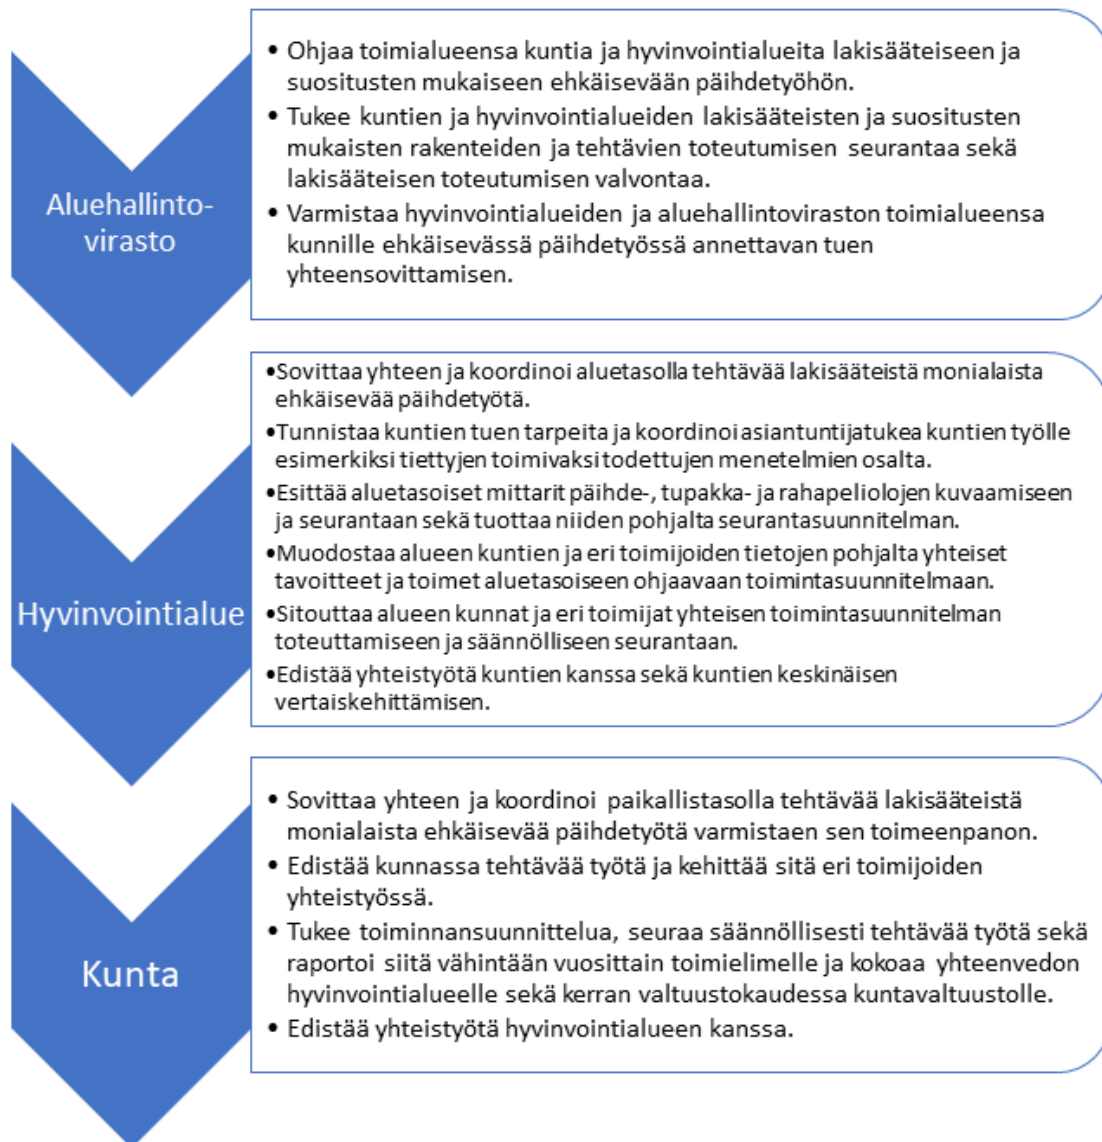 Aluehallinto-
virasto
• Ohjaa toimialueensa kuntia ja hyvinvointialueita lakisääteiseen ja
suositusten mukaiseen ehkäisevään päihdetyöhön.
• Tukee kuntien ja hyvinvointialueiden lakisääteisten ja suositusten
mukaisten rakenteiden ja tehtävien toteutumisen seurantaa sekä
lakisääteisen toteutumisen valvontaa.
• Varmistaa hyvinvointialueiden ja aluehallintoviraston toimialueensa
kunnille ehkäisevässä päihdetyössä annettavan tuen
yhteensovittamisen.
Hyvinvointialue
•Sovittaa yhteen ja koordinoi aluetasolla tehtävää lakisääteistä monialaista
ehkäisevää päihdetyötä.
•Tunnistaa kuntien tuen tarpeita ja koordinoi asiantuntijatukea kuntien työlle
esimerkiksi tiettyjen toimivaksi todettujen menetelmien osalta.
•Esittää aluetasoiset mittarit päihde-, tupakka- ja rahapeliolojen kuvaamiseen
ja seurantaan sekä tuottaa niiden pohjalta seurantasuunnitelman.
•Muodostaa alueen kuntien ja eri toimijoiden tietojen pohjalta yhteiset
tavoitteet ja toimet aluetasoiseen ohjaavaan toimintasuunnitelmaan.
•Sitouttaa alueen kunnat ja eri toimijat yhteisen toimintasuunnitelman
toteuttamiseen ja säännölliseen seurantaan.
•Edistää yhteistyötä kuntien kanssa sekä kuntien keskinäisen
vertaiskehittämisen.
Kunta
• Sovittaa yhteen ja koordinoi paikallistasolla tehtävää lakisääteistä
monialaista ehkäisevää päihdetyötä varmistaen sen toimeenpanon.
• Edistää kunnassa tehtävää työtä ja kehittää sitä eri toimijoiden
yhteistyössä.
• Tukee toiminnansuunnittelua, seuraa säännöllisesti tehtävää työtä sekä
raportoi siitä vähintään vuosittain toimielimelle ja kokoaa yhteenvedon
hyvinvointialueelle sekä kerran valtuustokaudessa kuntavaltuustolle.
• Edistää yhteistyötä hyvinvointialueen kanssa.